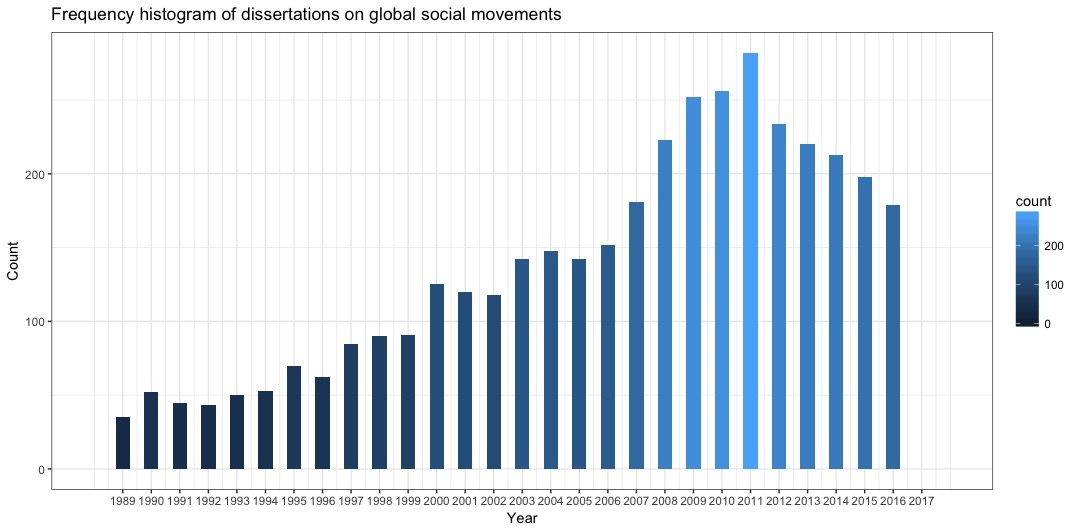 Frequency histogram of dissertations on global social movements
Count
200
100
0
1989 1990 1991 1992 1993 1994 1995 1996 1997 1998 1999 2000 2001 2002 2003 2004 2005 2006 2007 2008 2009 2010 2011 2012 2013 2014 2015 2016 2017
Year
count
200
100
0